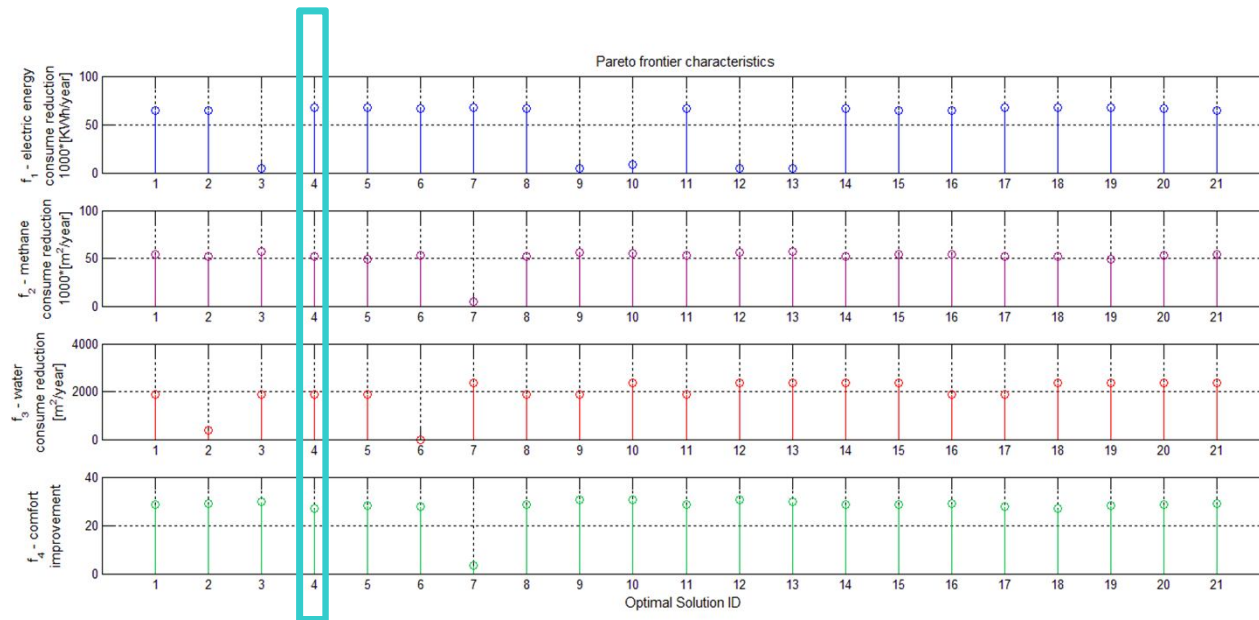 Pareto frontier characteristics
f1 - electric energy
consume reduction
1000*[KWh/year]
100
50
0
1 2 3 4 5 6 7 8 9 10 11 12 13 14 15 16 17 18 19 20 21
f2 - methane
consume reduction
1000*[m2/year]
100
50
0
1 2 3 4 5 6 7 8 9 10 11 12 13 14 15 16 17 18 19 20 21
f3 - water
consume reduction
[m2/year]
4000
2000
0
1 2 3 4 5 6 7 8 9 10 11 12 13 14 15 16 17 18 19 20 21
f4 - comfort
improvement
40
20
0
1 2 3 4 5 6 7 8 9 10 11 12 13 14 15 16 17 18 19 20 21
Optimal Solution ID